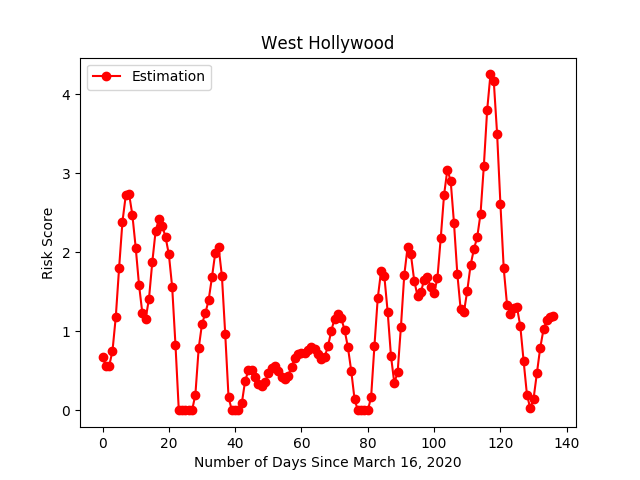 West Hollywood
Estimation
4
3
2
1
0
Risk Score
0 20 40 60 80 100 120 140
Number of Days Since March 16, 2020